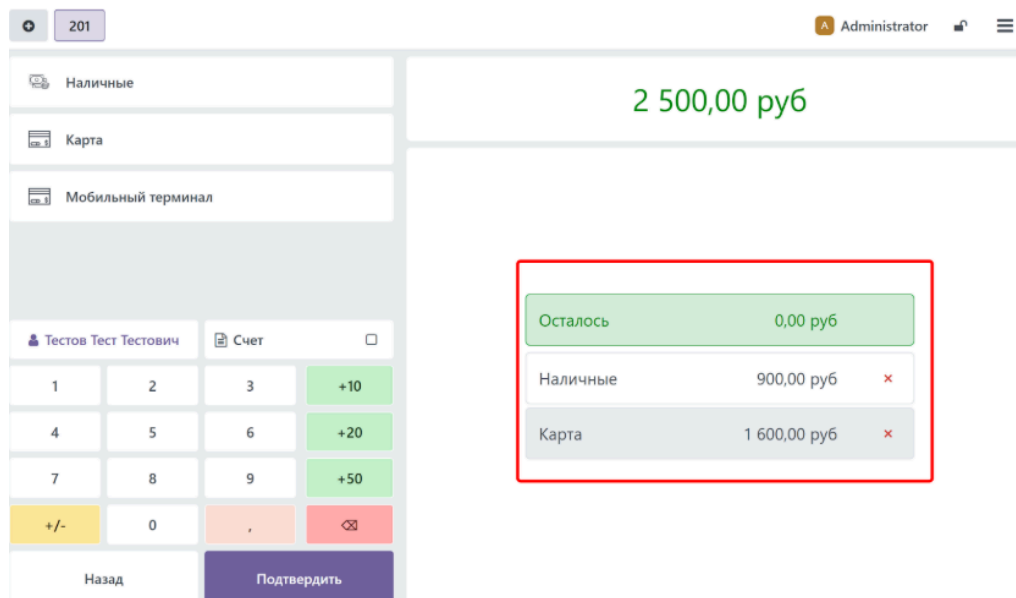 201
A Administrator
Наличные
Карта
Мобильный терминал
Тестов Тест Тестович
Счет
1 2 3 +10
4 5 6 +20
7 8 9 +50
+/- 0 ,
Назад Подтвердить
2 500,00 руб
Осталось 0,00 руб
Наличные 900,00 руб ×
Карта 1 600,00 руб ×